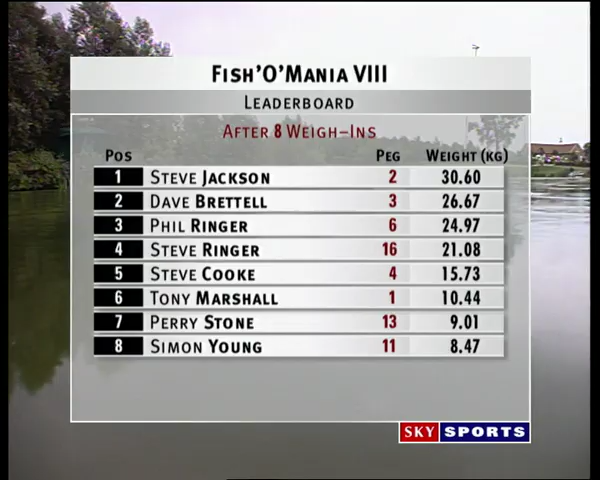 FISH'O'MANIA VIII
LEADERBOARD
AFTER 8 WEIGH-INS
POS PEG WEIGHT (KG)
1 STEVE JACKSON 2 30.60
2 DAVE BRETTELL 3 26.67
3 PHIL RINGER 6 24.97
4 STEVE RINGER 16 21.08
5 STEVE COOKE 4 15.73
6 TONY MARSHALL 1 10.44
7 PERRY STONE 13 9.01
8 SIMON YOUNG 11 8.47
SKY SPORTS